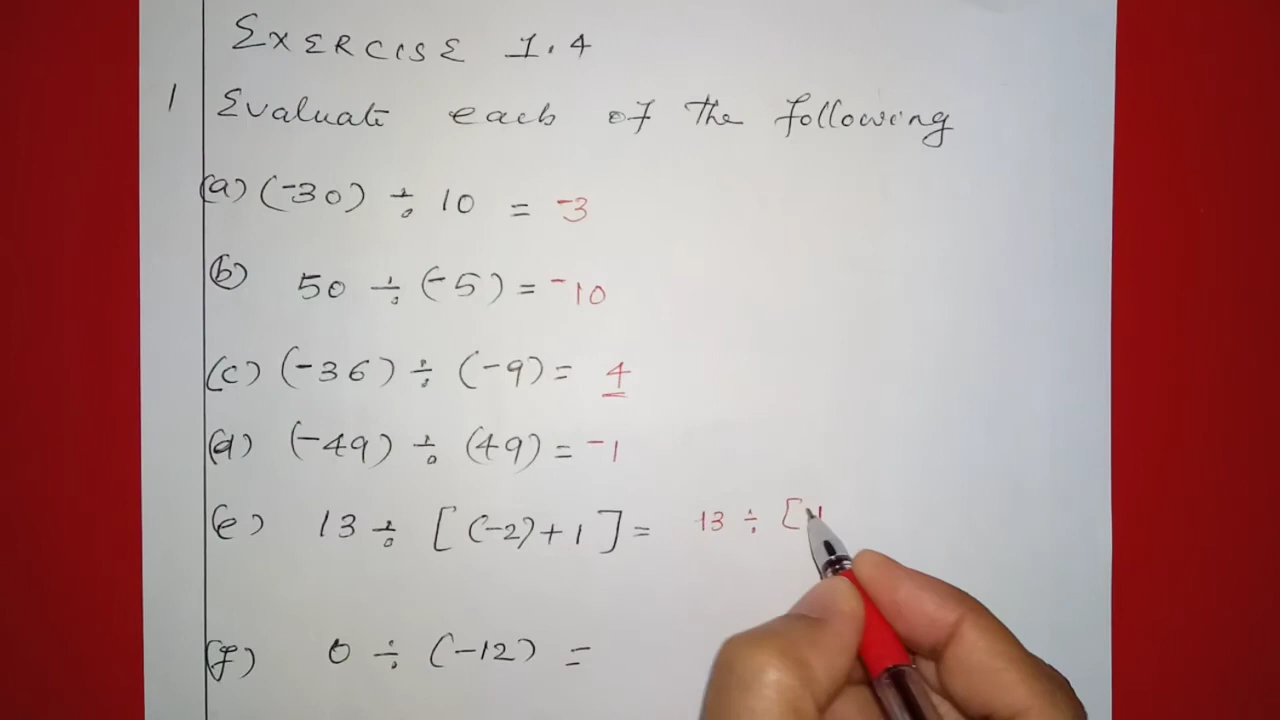 EXERCISE 1.4
1 Evaluate each of the following
(a) (-30) ÷ 10 = -3
(b) 50 ÷ (-5) = -10
(c) (-36) ÷ (-9) = 4
(d) (-49) ÷ (49) = -1
(e) 13 ÷ [(-2)+1] = 13 ÷ [
(f) 0 ÷ (-12) =